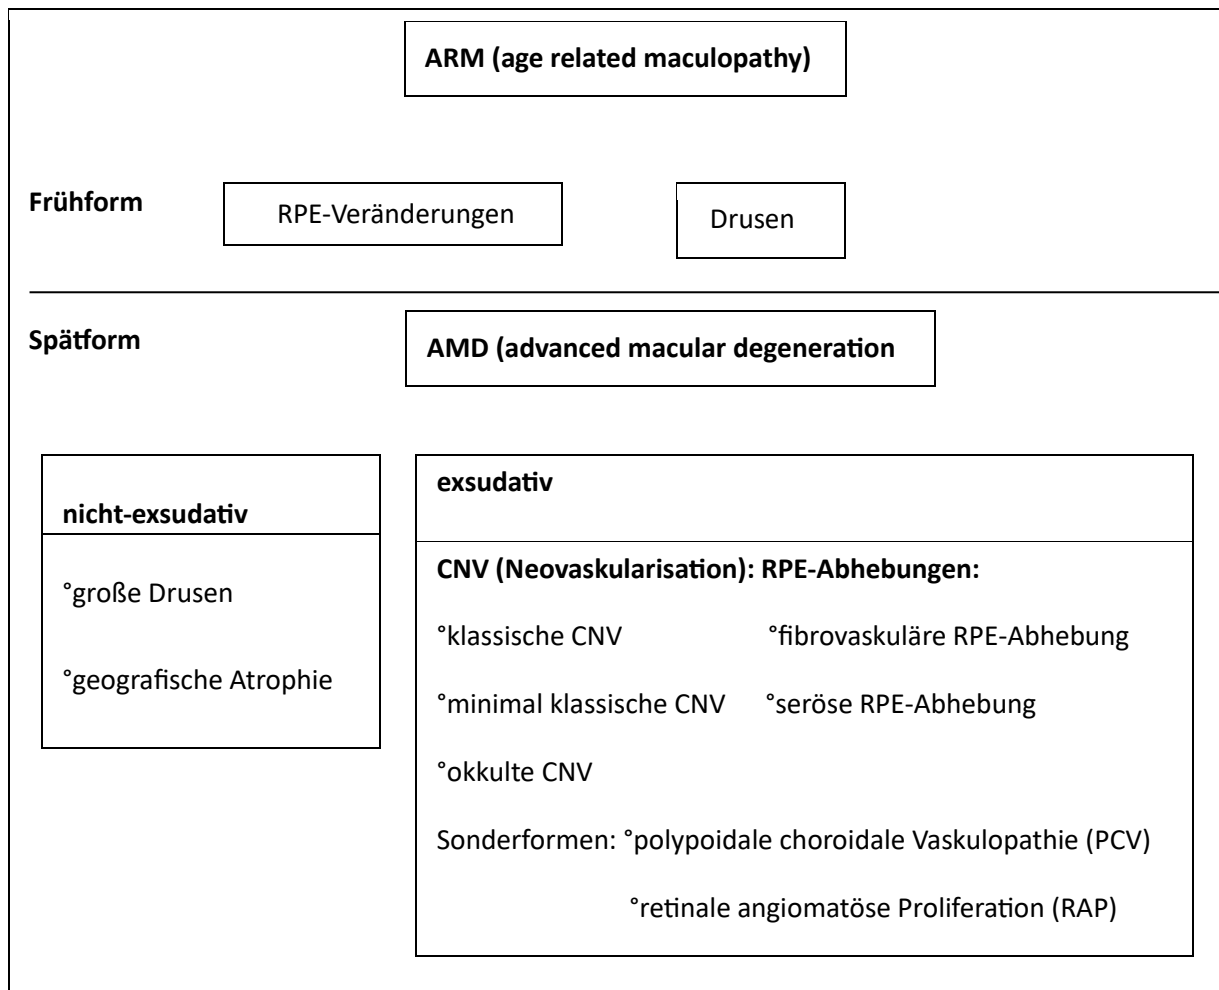 ARM (age related maculopathy)
Frühform
RPE-Veränderungen
Drusen
Spätform
AMD (advanced macular degeneration
nicht-exsudativ
°große Drusen
°geografische Atrophie
exsudativ
CNV (Neovaskularisation): RPE-Abhebungen:
°klassische CNV °fibrovaskuläre RPE-Abhebung
°minimal klassische CNV °seröse RPE-Abhebung
°okkulte CNV
Sonderformen: °polypoidale choroidale Vaskulopathie (PCV)
°retinale angiomatöse Proliferation (RAP)